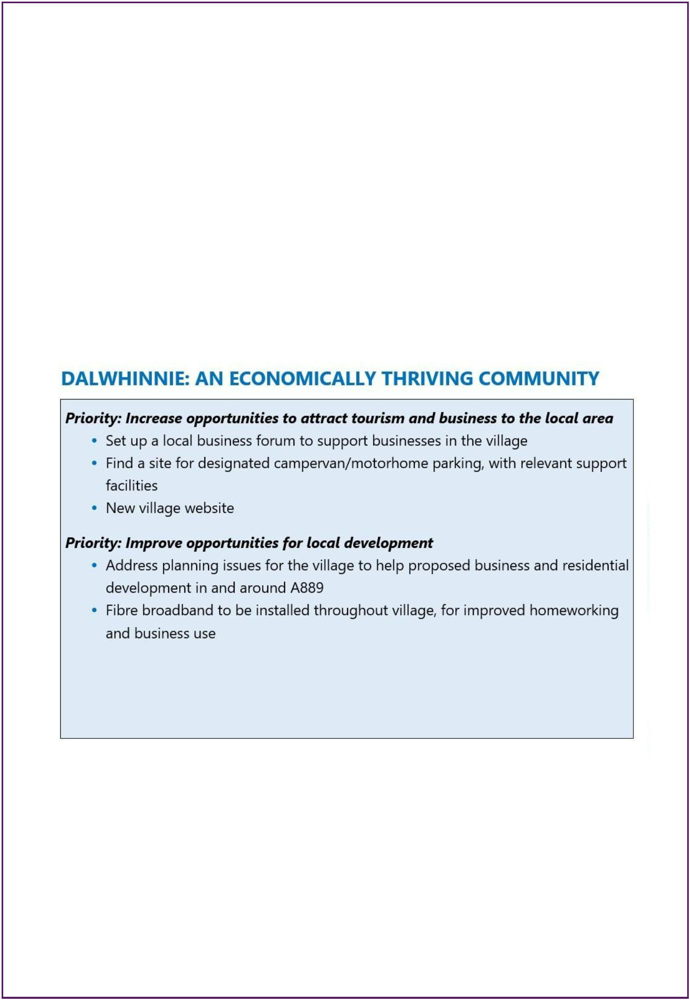 DALWHINNIE: AN ECONOMICALLY THRIVING COMMUNITY
Priority: Increase opportunities to attract tourism and business to the local area
• Set up a local business forum to support businesses in the village
• Find a site for designated campervan/motorhome parking, with relevant support
facilities
• New village website
Priority: Improve opportunities for local development
• Address planning issues for the village to help proposed business and residential
development in and around A889
• Fibre broadband to be installed throughout village, for improved homeworking
and business use